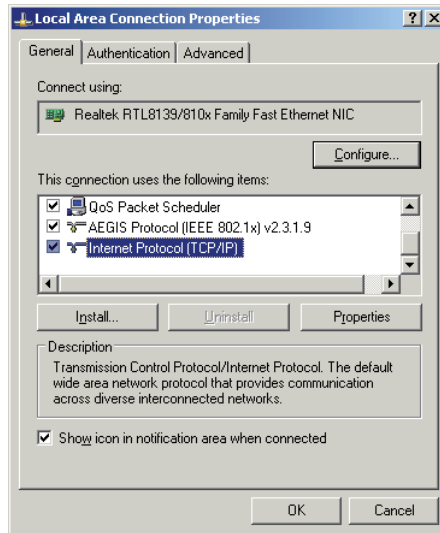 Local Area Connection Properties
General Authentication Advanced
Connect using:
Realtek RTL8139/810x Family Fast Ethernet NIC
Configure...
This connection uses the following items:
QoS Packet Scheduler
AEGIS Protocol (IEEE 802.1x) v2.3.1.9
Internet Protocol (TCP/IP)
Install... Uninstall Properties
Description
Transmission Control Protocol/Internet Protocol. The default
wide area network protocol that provides communication
across diverse interconnected networks.
Show icon in notification area when connected
OK Cancel